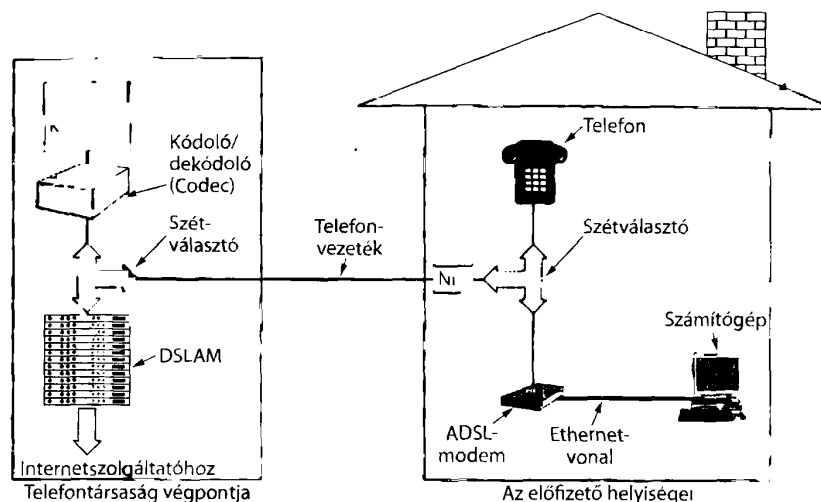 Kódoló/
dekódoló
(Codec)
Szét-
választó
Telefon-
vezeték
DSLAM
Internetszolgáltatóhoz
Telefontársaság végpontja
Telefon
Szétválasztó
NI
Számítógép
ADSL-
modem
Ethernet-
vonal
Az előfizető helyiségei